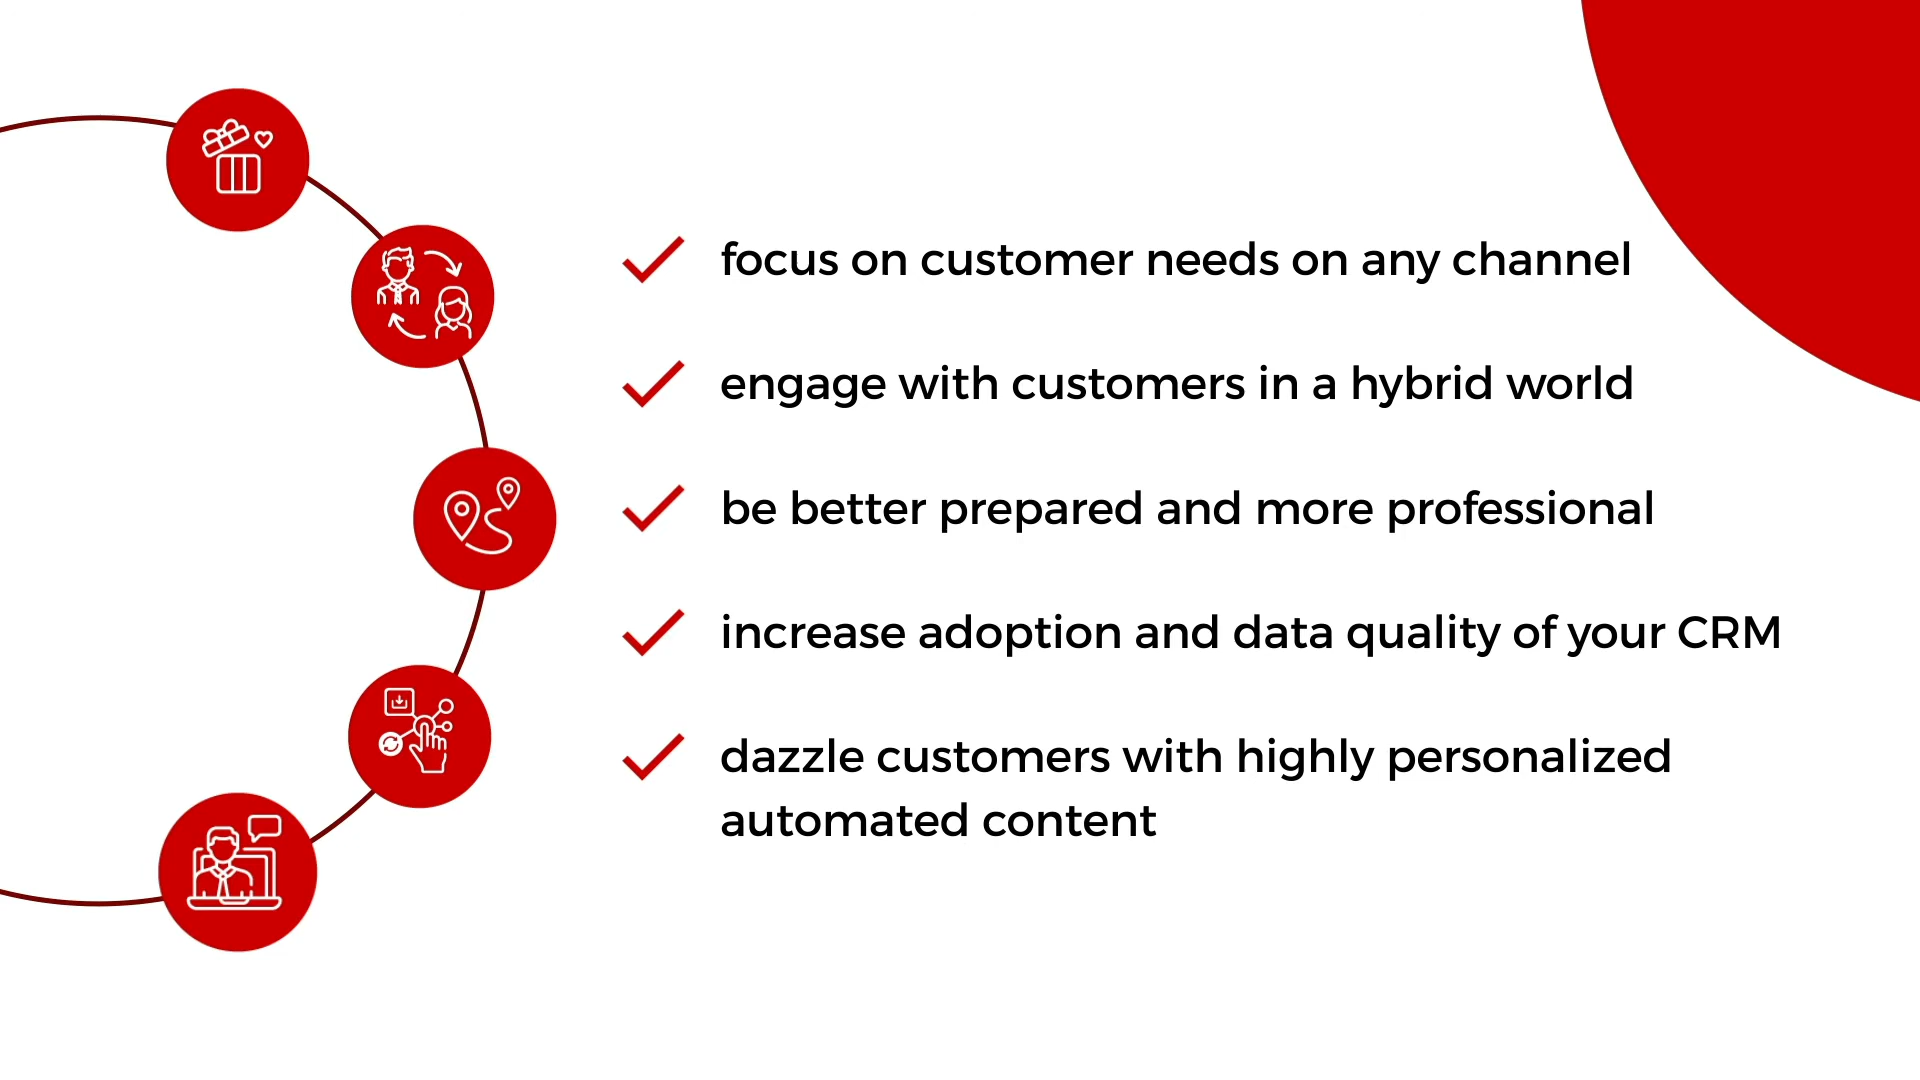 focus on customer needs on any channel
engage with customers in a hybrid world
be better prepared and more professional
increase adoption and data quality of your CRM
dazzle customers with highly personalized
automated content